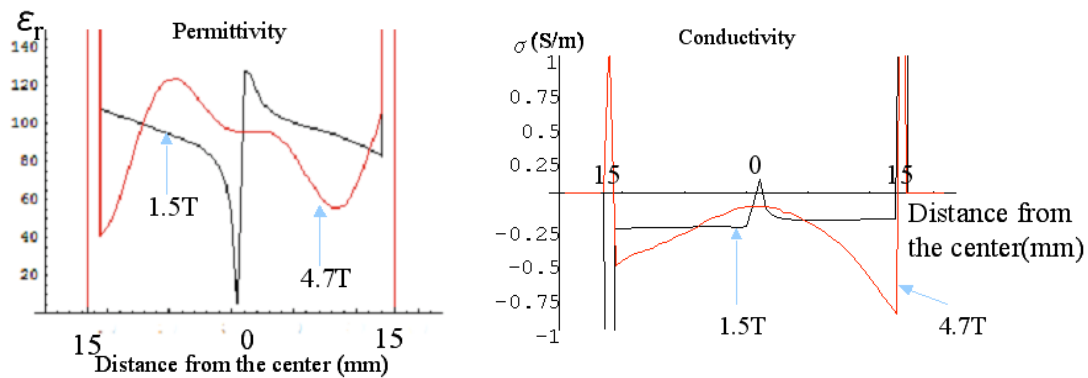 εr
Permittivity
140
120
100
80
60
40
20
1.5T
4.7T
15
0
15
Distance from the center (mm)
σ (S/m)
Conductivity
1
0.75
0.5
0.25
-0.25
-0.5
-0.75
-1
15
0
15
Distance from
the center(mm)
1.5T
4.7T